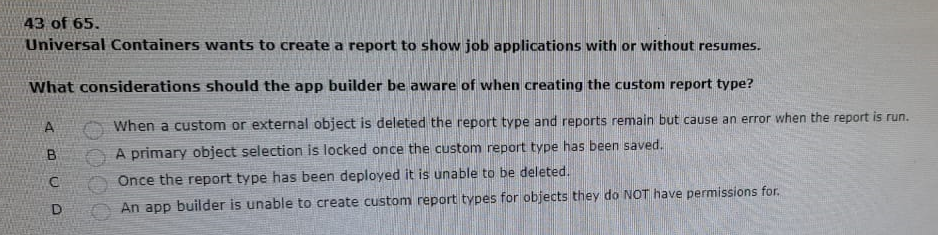 43 of 65.
Universal Containers wants to create a report to show job applications with or without resumes.
What considerations should the app builder be aware of when creating the custom report type?
A When a custom or external object is deleted the report type and reports remain but cause an error when the report is run.
B A primary object selection is locked once the custom report type has been saved.
C Once the report type has been deployed it is unable to be deleted.
D An app builder is unable to create custom report types for objects they do NOT have permissions for.